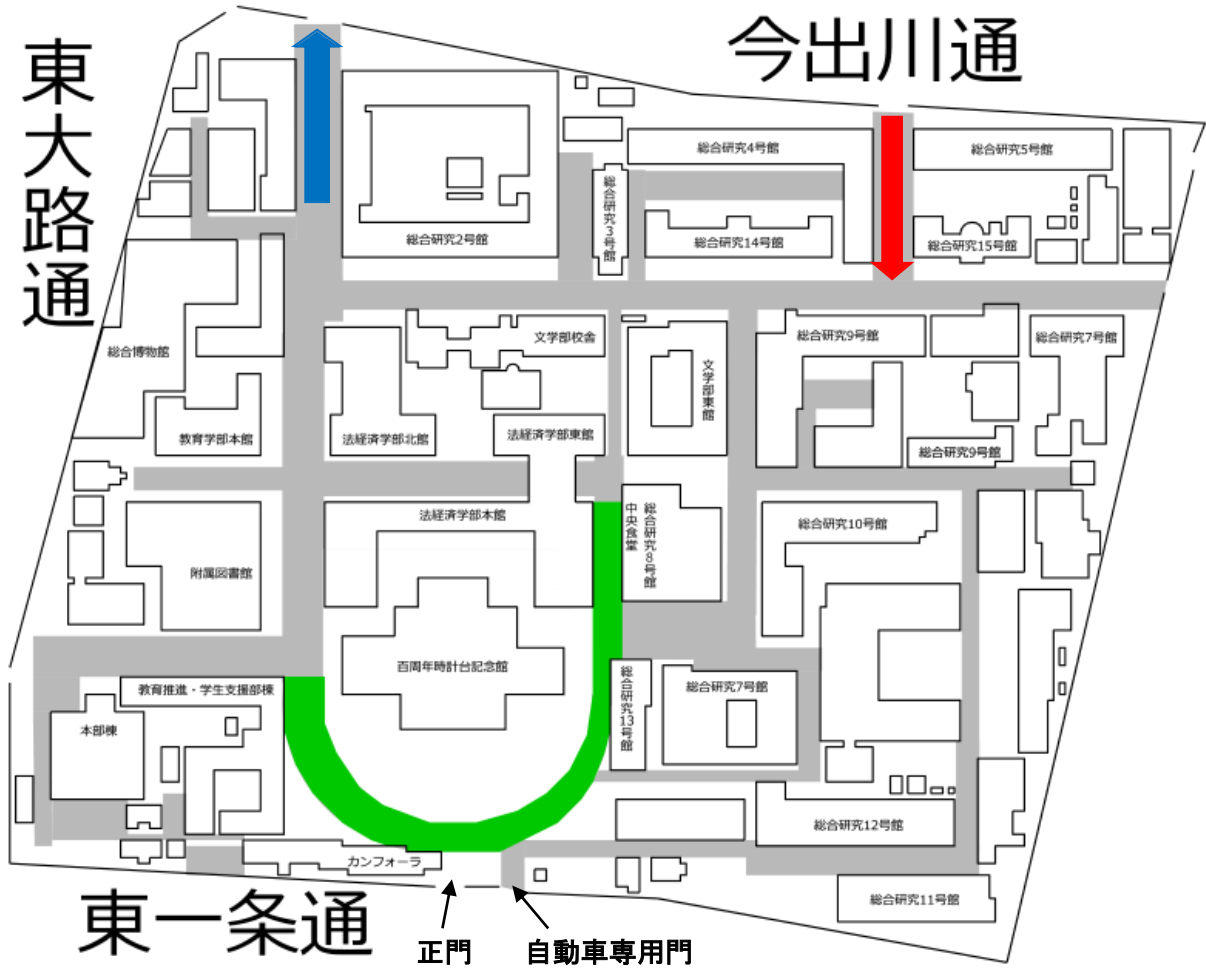 今出川通
東大路通
総合研究4号館
総合研究5号館
総合研究3号館
総合研究2号館
総合研究14号館
総合研究15号館
総合博物館
文学部校舎
総合研究9号館
総合研究7号館
文学部東館
教育学部本館
法経済学部北館
法経済学部東館
総合研究9号館
法経済学部本館
中央食堂
総合研究8号館
総合研究10号館
附属図書館
百周年時計台記念館
総合研究13号館
総合研究7号館
教育推進・学生支援部棟
本部棟
総合研究12号館
カンフォーラ
総合研究11号館
東一条通
正門
自動車専用門